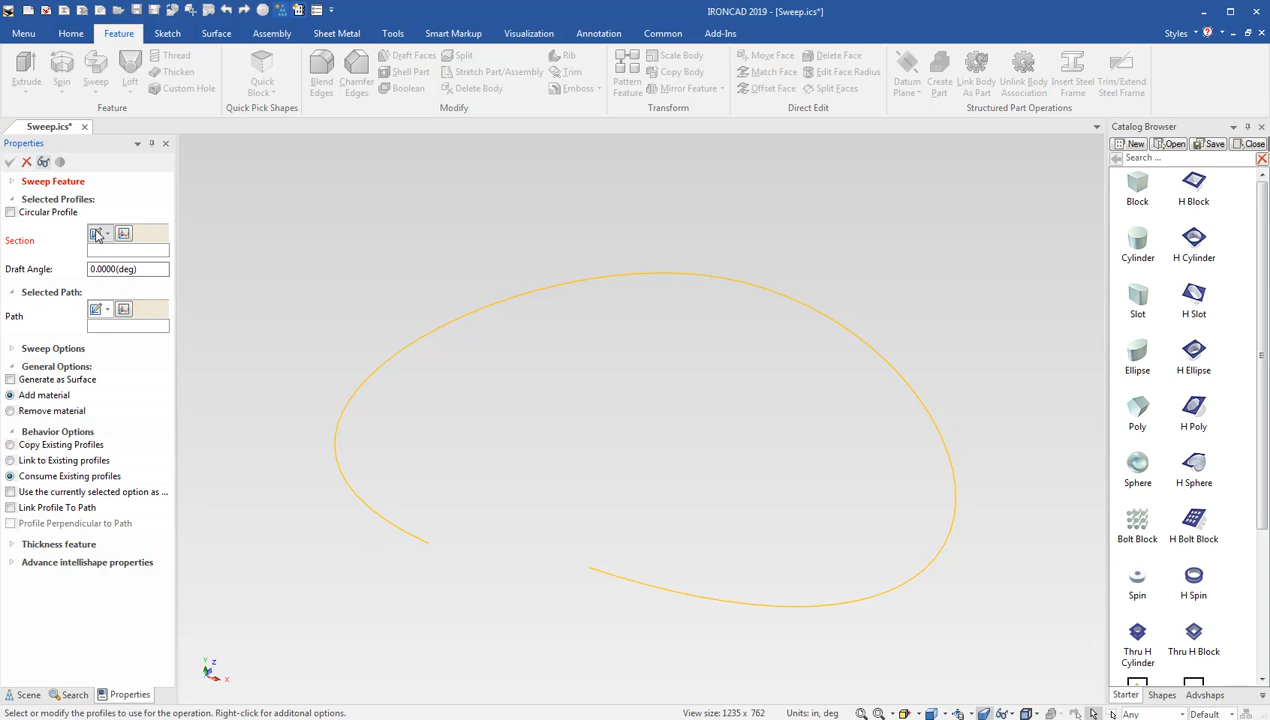 IRONCAD 2019 - [Sweep.ics*]
Menu Home Feature Sketch Surface Assembly Sheet Metal Tools Smart Markup Visualization Annotation Common Add-Ins Styles
Extrude Spin Sweep Loft
Thread
Thicken
Custom Hole
Feature
Quick Block
Quick Pick Shapes
Blend Edges
Chamfer Edges
Draft Faces Split Rib
Shell Part Stretch Part/Assembly Trim
Boolean Delete Body Emboss
Modify
Pattern Feature
Scale Body
Copy Body
Mirror Feature
Transform
Move Face Delete Face
Match Face Edit Face Radius
Offset Face Split Faces
Direct Edit
Datum Plane
Create Part
Link Body As Part
Unlink Body From Part
Insert Steel Frame
Trim/Extend Steel Frame
Structured Part Operations
Sweep.ics*
Properties
Sweep Feature
Selected Profiles:
Circular Profile
Section
Draft Angle: 0.0000(deg)
Selected Path:
Path
Sweep Options
General Options:
Generate as Surface
Add material
Remove material
Behavior Options
Copy Existing Profiles
Link to Existing profiles
Consume Existing profiles
Use the currently selected option as ...
Link Profile To Path
Profile Perpendicular to Path
Thickness feature
Advance intellishape properties
Scene Search Properties
Y Z
X
Catalog Browser
New Open Save Close
Search ...
Block H Block
Cylinder H Cylinder
Slot H Slot
Ellipse H Ellipse
Poly H Poly
Sphere H Sphere
Bolt Block H Bolt Block
Spin H Spin
Thru H Cylinder Thru H Block
Starter Shapes Advshaps
Select or modify the profiles to use for the operation. Right-click for additonal options.
View size: 1235 x 762 Units: in, deg Any Default